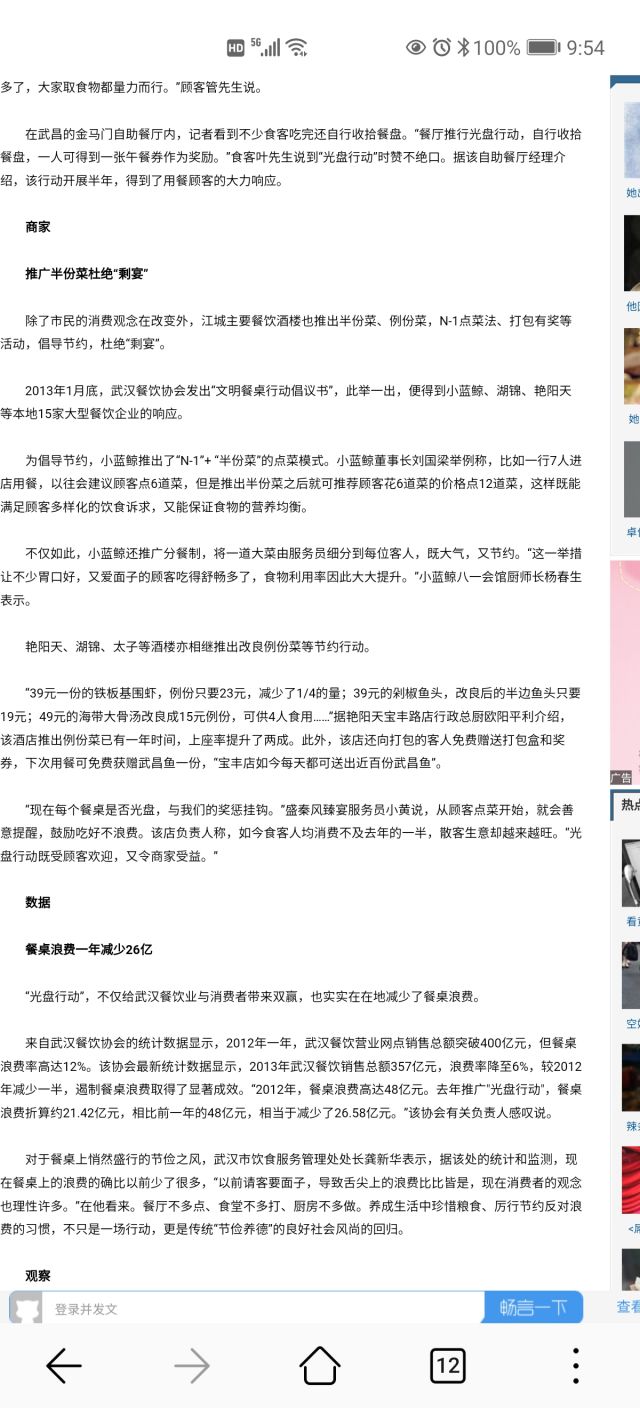 HD 5G 100% 9:54
多了，大家取食物都量力而行。”顾客管先生说。
在武昌的金马门自助餐厅内，记者看到不少食客吃完还自行收拾餐盘。“餐厅推行光盘行动，自行收拾
餐盘，一人可得到一张午餐券作为奖励。”食客叶先生说到“光盘行动”时赞不绝口。据该自助餐厅经理介
绍，该行动开展半年，得到了用餐顾客的大力响应。
商家
推广半份菜杜绝“剩宴”
除了市民的消费观念在改变外，江城主要餐饮酒楼也推出半份菜、例份菜，N-1点菜法、打包有奖等
活动，倡导节约，杜绝“剩宴”。
2013年1月底，武汉餐饮协会发出“文明餐桌行动倡议书”，此举一出，便得到小蓝鲸、湖锦、艳阳天
等本地15家大型餐饮企业的响应。
为倡导节约，小蓝鲸推出了“N-1”+ “半份菜”的点菜模式。小蓝鲸董事长刘国梁举例称，比如一行7人进
店用餐，以往会建议顾客点6道菜，但是推出半份菜之后就可推荐顾客花6道菜的价格点12道菜，这样既能
满足顾客多样化的饮食诉求，又能保证食物的营养均衡。
不仅如此，小蓝鲸还推广分餐制，将一道大菜由服务员细分到每位客人，既大气，又节约。“这一举措
让不少胃口好，又爱面子的顾客吃得舒畅多了，食物利用率因此大大提升。”小蓝鲸八一会馆厨师长杨春生
表示。
艳阳天、湖锦、太子等酒楼亦相继推出改良例份菜等节约行动。
“39元一份的铁板基围虾，例份只要23元，减少了1/4的量；39元的剁椒鱼头，改良后的半边鱼头只要
19元；49元的海带大骨汤改良成15元例份，可供4人食用……”据艳阳天宝丰路店行政总厨欧阳平利介绍，
该酒店推出例份菜已有一年时间，上座率提升了两成。此外，该店还向打包的客人免费赠送打包盒和奖
券，下次用餐可免费获赠武昌鱼一份，“宝丰店如今每天都可送出近百份武昌鱼”。
“现在每个餐桌是否光盘，与我们的奖惩挂钩。”盛秦风臻宴服务员小黄说，从顾客点菜开始，就会善
意提醒，鼓励吃好不浪费。该店负责人称，如今食客人均消费不及去年的一半，散客生意却越来越旺。“光
盘行动既受顾客欢迎，又令商家受益。”
数据
餐桌浪费一年减少26亿
“光盘行动”，不仅给武汉餐饮业与消费者带来双赢，也实实在在地减少了餐桌浪费。
来自武汉餐饮协会的统计数据显示，2012年一年，武汉餐饮营业网点销售总额突破400亿元，但餐桌
浪费率高达12%。该协会最新统计数据显示，2013年武汉餐饮销售总额357亿元，浪费率降至6%，较2012
年减少一半，遏制餐桌浪费取得了显著成效。“2012年，餐桌浪费高达48亿元。去年推广“光盘行动”，餐桌
浪费折算约21.42亿元，相比前一年的48亿元，相当于减少了26.58亿元。”该协会有关负责人感叹说。
对于餐桌上悄然盛行的节俭之风，武汉市饮食服务管理处处长龚新华表示，据该处的统计和监测，现
在餐桌上的浪费的确比以前少了很多，“以前请客要面子，导致舌尖上的浪费比比皆是，现在消费者的观念
也理性许多。”在他看来。餐厅不多点、食堂不多打、厨房不多做。养成生活中珍惜粮食、厉行节约反对浪
费的习惯，不只是一场行动，更是传统“节俭养德”的良好社会风尚的回归。
观察
登录并发文
畅言一下
查看
12
她
他
她
卓
广告
热点
看
空
辣